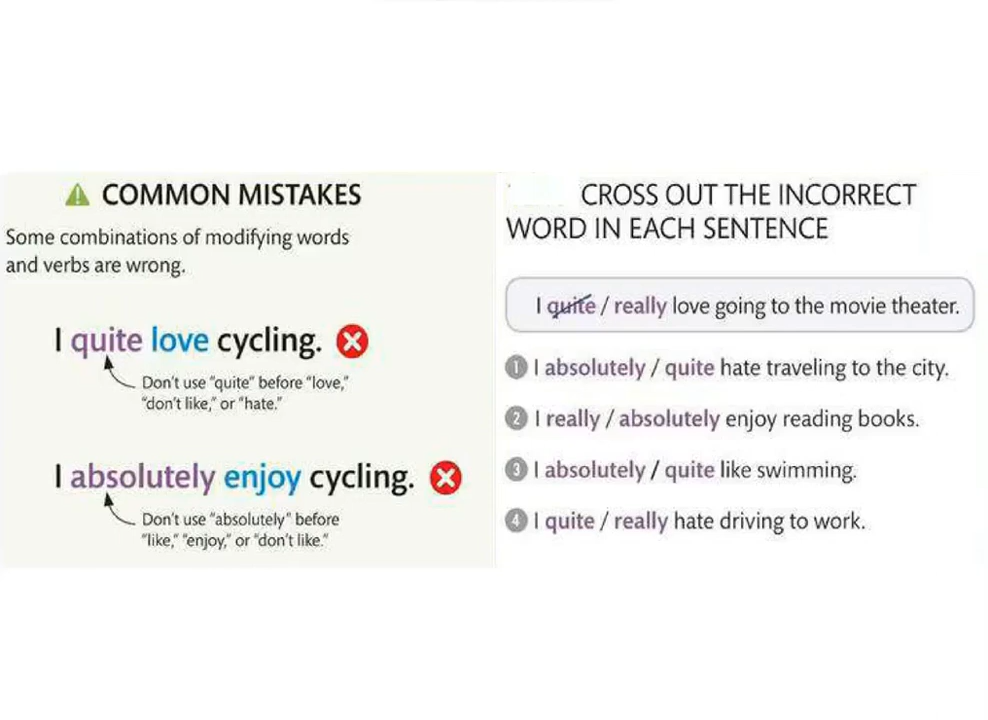 COMMON MISTAKES
Some combinations of modifying words
and verbs are wrong.
I quite love cycling.
Don't use "quite" before "love,"
"don't like," or "hate."
I absolutely enjoy cycling.
Don't use "absolutely" before
"like," "enjoy," or "don't like."
CROSS OUT THE INCORRECT
WORD IN EACH SENTENCE
I quite / really love going to the movie theater.
1 I absolutely / quite hate traveling to the city.
2 I really / absolutely enjoy reading books.
3 I absolutely / quite like swimming.
4 I quite / really hate driving to work.